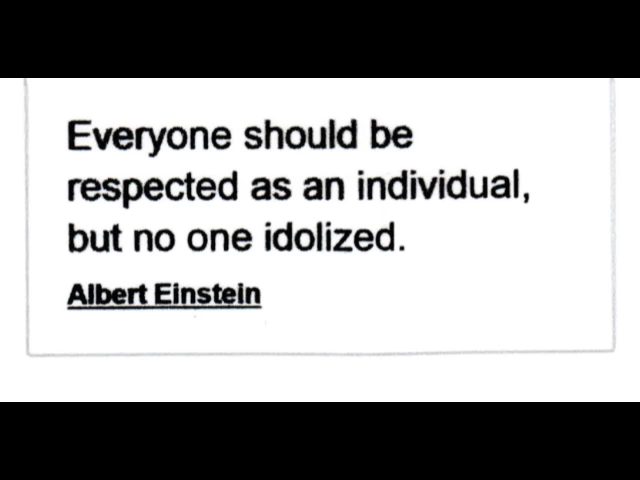 Everyone should be
respected as an individual,
but no one idolized.
Albert Einstein